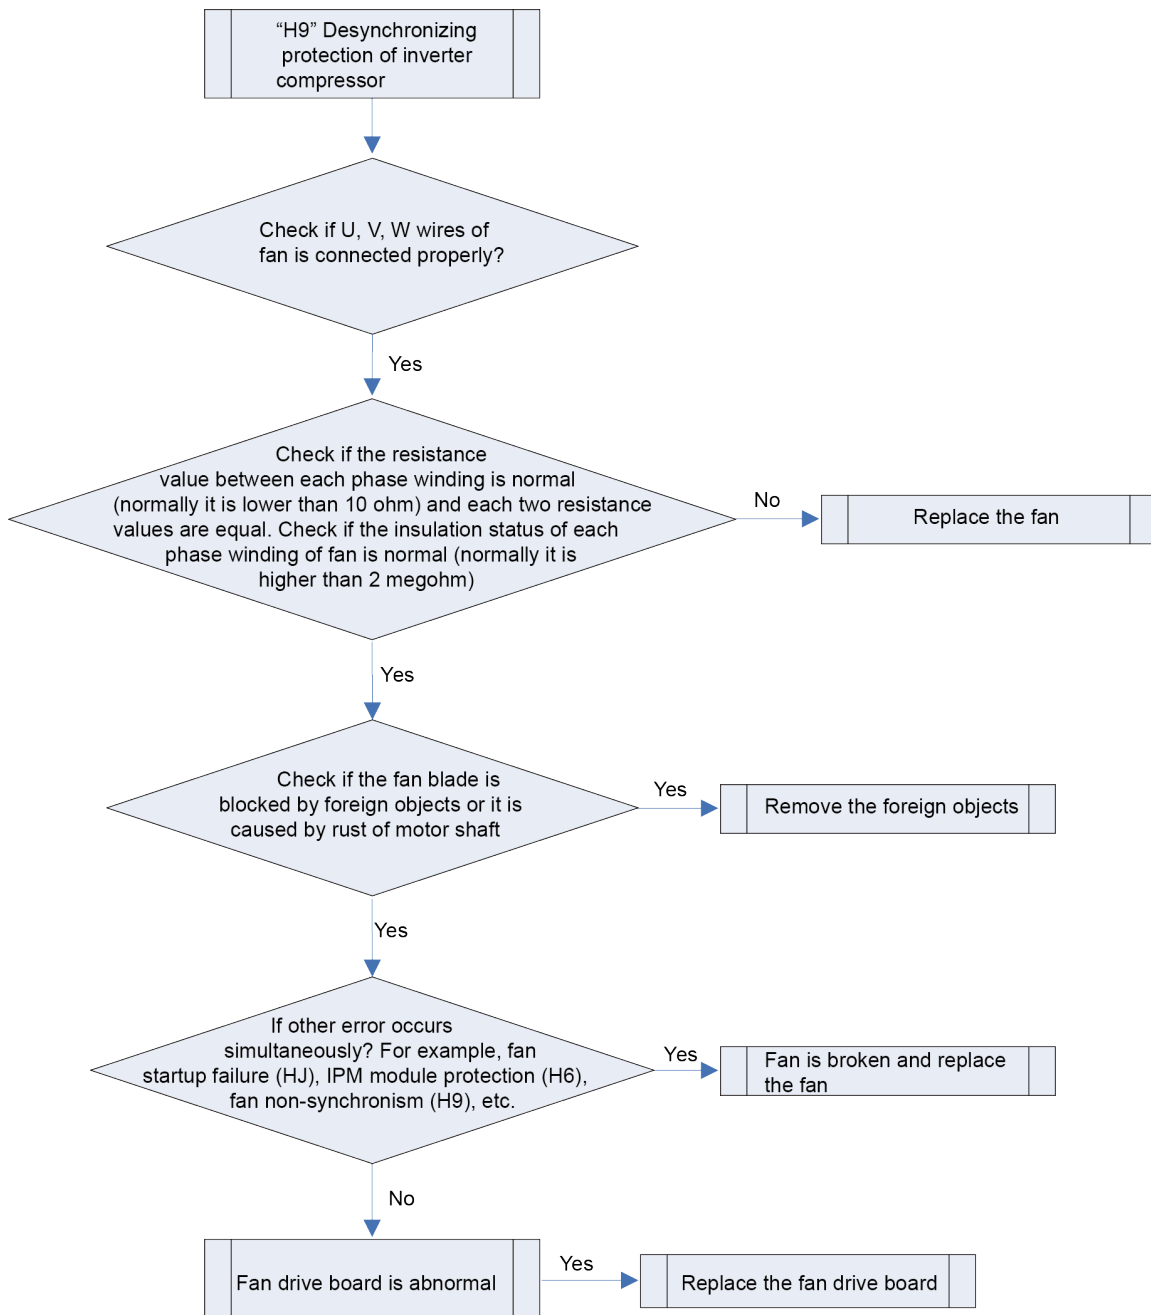 “H9” Desynchronizing
protection of inverter
compressor
Check if U, V, W wires of
fan is connected properly?
Yes
Check if the resistance
value between each phase winding is normal
(normally it is lower than 10 ohm) and each two resistance
values are equal. Check if the insulation status of each
phase winding of fan is normal (normally it is
higher than 2 megohm)
No
Replace the fan
Yes
Check if the fan blade is
blocked by foreign objects or it is
caused by rust of motor shaft
Yes
Remove the foreign objects
Yes
If other error occurs
simultaneously? For example, fan
startup failure (HJ), IPM module protection (H6),
fan non-synchronism (H9), etc.
Yes
Fan is broken and replace
the fan
No
Fan drive board is abnormal
Yes
Replace the fan drive board